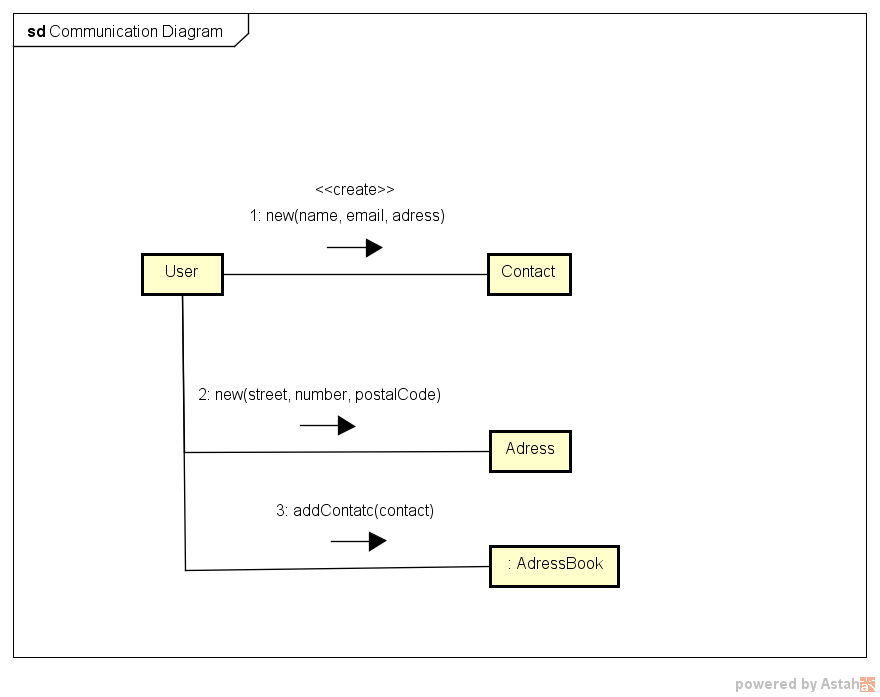 sd Communication Diagram
<<create>>
1: new(name, email, adress)
User
Contact
2: new(street, number, postalCode)
Adress
3: addContatc(contact)
: AdressBook
powered by Astah